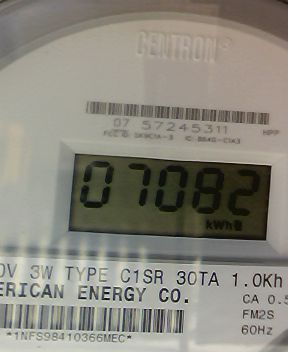 CENTRON®
07 57245311
HPP
07082
kWh
0V 3W TYPE C1SR 30TA 1.0Kh
ERICAN ENERGY CO.
CA 0.5
FM2S
60Hz
*1NFS98410366MEC*